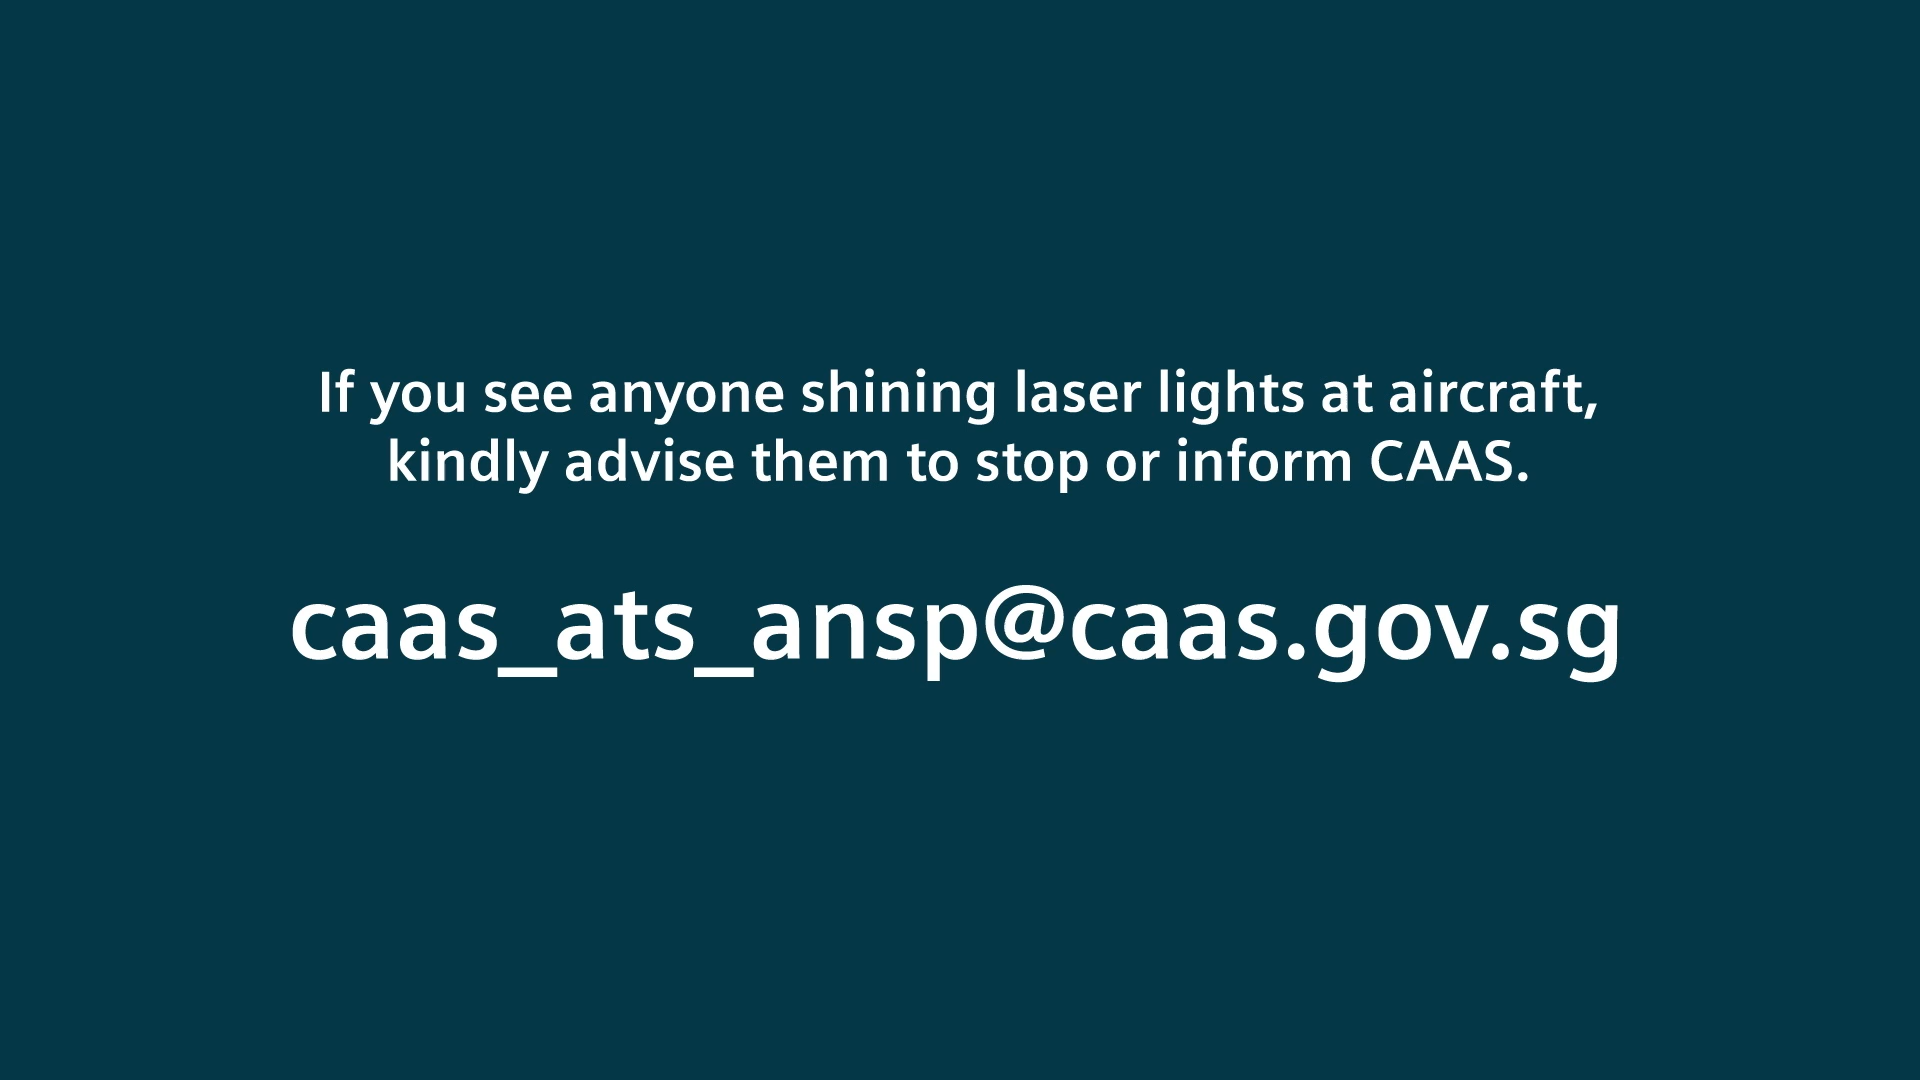 If you see anyone shining laser lights at aircraft,
kindly advise them to stop or inform CAAS.
caas_ats_ansp@caas.gov.sg